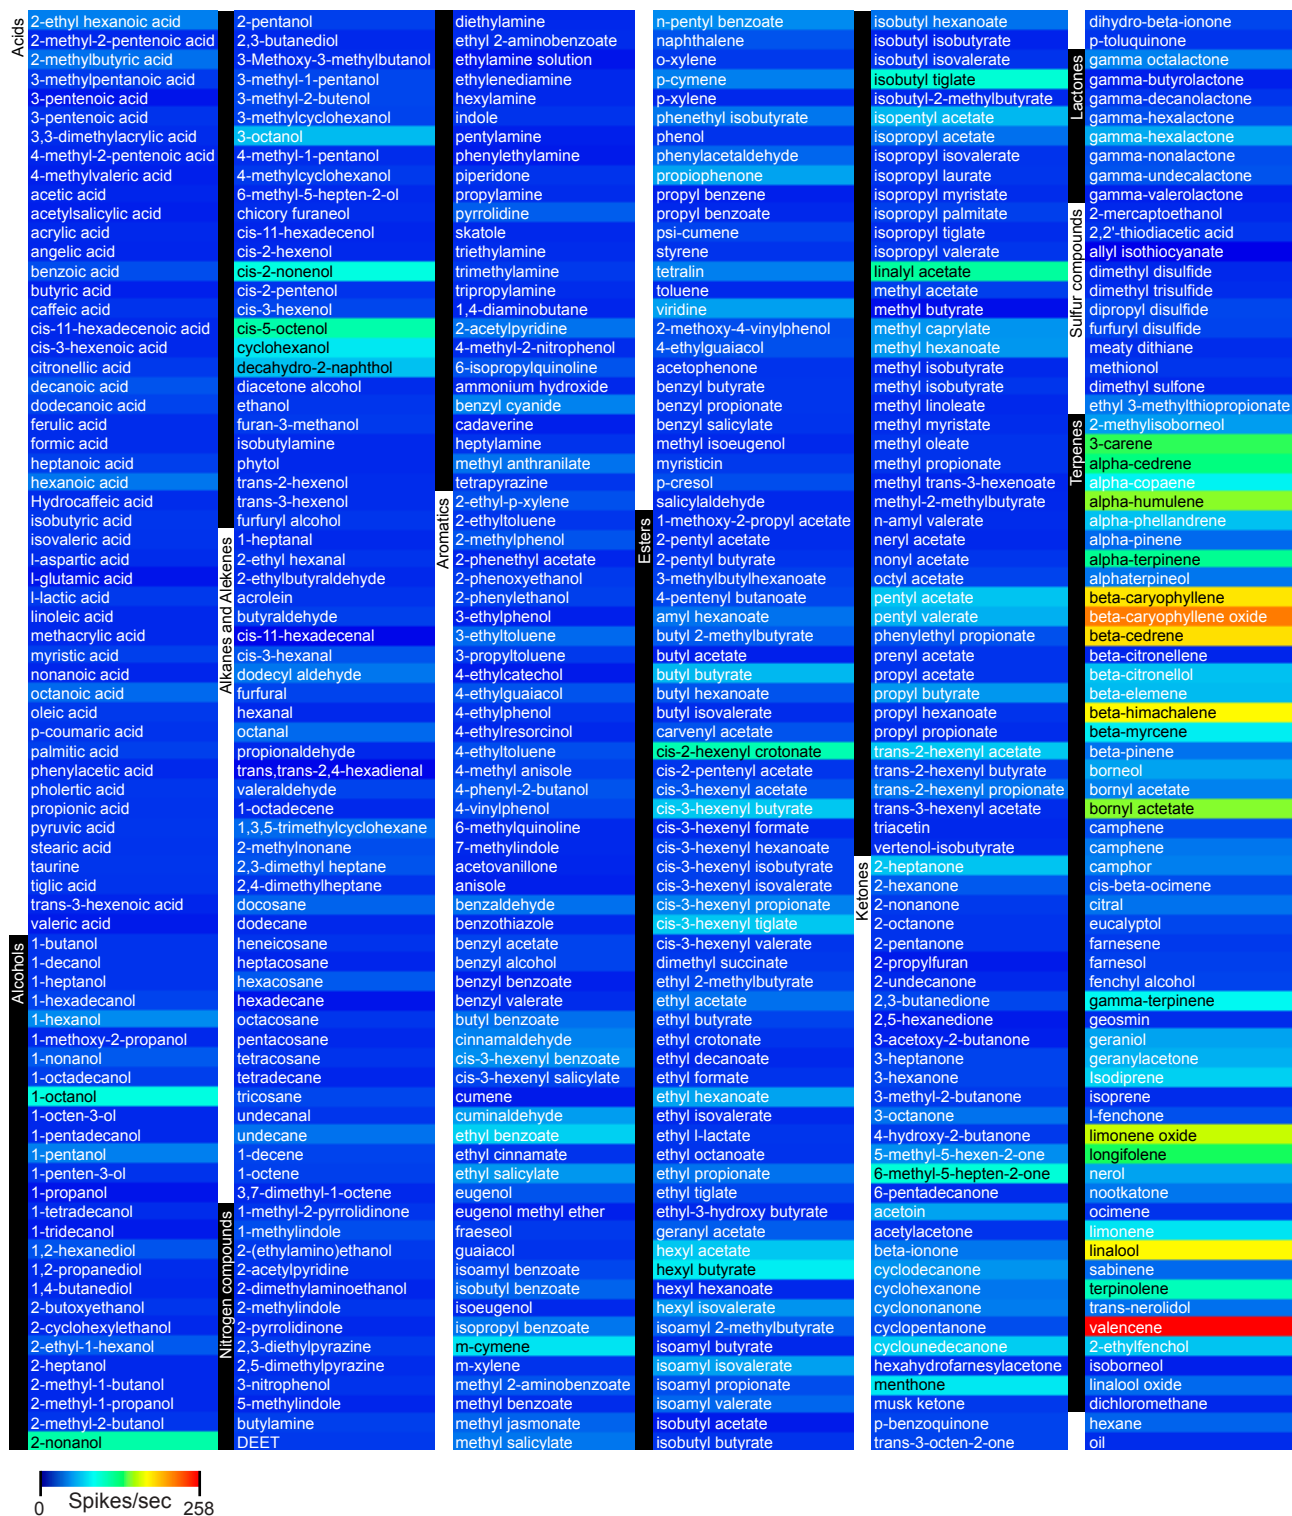 Acids
2-ethyl hexanoic acid
2-methyl-2-pentenoic acid
2-methylbutyric acid
3-methylpentanoic acid
3-pentenoic acid
3-pentenoic acid
3,3-dimethylacrylic acid
4-methyl-2-pentenoic acid
4-methylvaleric acid
acetic acid
acetylsalicylic acid
acrylic acid
angelic acid
benzoic acid
butyric acid
caffeic acid
cis-11-hexadecenoic acid
cis-3-hexenoic acid
citronellic acid
decanoic acid
dodecanoic acid
ferulic acid
formic acid
heptanoic acid
hexanoic acid
Hydrocaffeic acid
isobutyric acid
isovaleric acid
l-aspartic acid
l-glutamic acid
l-lactic acid
linoleic acid
methacrylic acid
myristic acid
nonanoic acid
octanoic acid
oleic acid
p-coumaric acid
palmitic acid
phenylacetic acid
pholertic acid
propionic acid
pyruvic acid
stearic acid
taurine
tiglic acid
trans-3-hexenoic acid
valeric acid
Alcohols
1-butanol
1-decanol
1-heptanol
1-hexadecanol
1-hexanol
1-methoxy-2-propanol
1-nonanol
1-octadecanol
1-octanol
1-octen-3-ol
1-pentadecanol
1-pentanol
1-penten-3-ol
1-propanol
1-tetradecanol
1-tridecanol
1,2-hexanediol
1,2-propanediol
1,4-butanediol
2-butoxyethanol
2-cyclohexylethanol
2-ethyl-1-hexanol
2-heptanol
2-methyl-1-butanol
2-methyl-1-propanol
2-methyl-2-butanol
2-nonanol
2-pentanol
2,3-butanediol
3-Methoxy-3-methylbutanol
3-methyl-1-pentanol
3-methyl-2-butenol
3-methylcyclohexanol
3-octanol
4-methyl-1-pentanol
4-methylcyclohexanol
6-methyl-5-hepten-2-ol
chicory furaneol
cis-11-hexadecenol
cis-2-hexenol
cis-2-nonenol
cis-2-pentenol
cis-3-hexenol
cis-5-octenol
cyclohexanol
decahydro-2-naphthol
diacetone alcohol
ethanol
furan-3-methanol
isobutylamine
phytol
trans-2-hexenol
trans-3-hexenol
furfuryl alcohol
Alkanes and Alekenes
1-heptanal
2-ethyl hexanal
2-ethylbutyraldehyde
acrolein
butyraldehyde
cis-11-hexadecenal
cis-3-hexanal
dodecyl aldehyde
furfural
hexanal
octanal
propionaldehyde
trans,trans-2,4-hexadienal
valeraldehyde
1-octadecene
1,3,5-trimethylcyclohexane
2-methylnonane
2,3-dimethyl heptane
2,4-dimethylheptane
docosane
dodecane
heneicosane
heptacosane
hexacosane
hexadecane
octacosane
pentacosane
tetracosane
tetradecane
tricosane
undecanal
undecane
1-decene
1-octene
3,7-dimethyl-1-octene
Nitrogen compounds
1-methyl-2-pyrrolidinone
1-methylindole
2-(ethylamino)ethanol
2-acetylpyridine
2-dimethylaminoethanol
2-methylindole
2-pyrrolidinone
2,3-diethylpyrazine
2,5-dimethylpyrazine
3-nitrophenol
5-methylindole
butylamine
DEET
diethylamine
ethyl 2-aminobenzoate
ethylamine solution
ethylenediamine
hexylamine
indole
pentylamine
phenylethylamine
piperidone
propylamine
pyrrolidine
skatole
triethylamine
trimethylamine
tripropylamine
1,4-diaminobutane
2-acetylpyridine
4-methyl-2-nitrophenol
6-isopropylquinoline
ammonium hydroxide
benzyl cyanide
cadaverine
heptylamine
methyl anthranilate
tetrapyrazine
Aromatics
2-ethyl-p-xylene
2-ethyltoluene
2-methylphenol
2-phenethyl acetate
2-phenoxyethanol
2-phenylethanol
3-ethylphenol
3-ethyltoluene
3-propyltoluene
4-ethylcatechol
4-ethylguaiacol
4-ethylphenol
4-ethylresorcinol
4-ethyltoluene
4-methyl anisole
4-phenyl-2-butanol
4-vinylphenol
6-methylquinoline
7-methylindole
acetovanillone
anisole
benzaldehyde
benzothiazole
benzyl acetate
benzyl alcohol
benzyl benzoate
benzyl valerate
butyl benzoate
cinnamaldehyde
cis-3-hexenyl benzoate
cis-3-hexenyl salicylate
cumene
cuminaldehyde
ethyl benzoate
ethyl cinnamate
ethyl salicylate
eugenol
eugenol methyl ether
fraeseol
guaiacol
isoamyl benzoate
isobutyl benzoate
isoeugenol
isopropyl benzoate
m-cymene
m-xylene
methyl 2-aminobenzoate
methyl benzoate
methyl jasmonate
methyl salicylate
n-pentyl benzoate
naphthalene
o-xylene
p-cymene
p-xylene
phenethyl isobutyrate
phenol
phenylacetaldehyde
propiophenone
propyl benzene
propyl benzoate
psi-cumene
styrene
tetralin
toluene
viridine
2-methoxy-4-vinylphenol
4-ethylguaiacol
acetophenone
benzyl butyrate
benzyl propionate
benzyl salicylate
methyl isoeugenol
myristicin
p-cresol
salicylaldehyde
Esters
1-methoxy-2-propyl acetate
2-pentyl acetate
2-pentyl butyrate
3-methylbutylhexanoate
4-pentenyl butanoate
amyl hexanoate
butyl 2-methylbutyrate
butyl acetate
butyl butyrate
butyl hexanoate
butyl isovalerate
carvenyl acetate
cis-2-hexenyl crotonate
cis-2-pentenyl acetate
cis-3-hexenyl acetate
cis-3-hexenyl butyrate
cis-3-hexenyl formate
cis-3-hexenyl hexanoate
cis-3-hexenyl isobutyrate
cis-3-hexenyl isovalerate
cis-3-hexenyl propionate
cis-3-hexenyl tiglate
cis-3-hexenyl valerate
dimethyl succinate
ethyl 2-methylbutyrate
ethyl acetate
ethyl butyrate
ethyl crotonate
ethyl decanoate
ethyl formate
ethyl hexanoate
ethyl isovalerate
ethyl l-lactate
ethyl octanoate
ethyl propionate
ethyl tiglate
ethyl-3-hydroxy butyrate
geranyl acetate
hexyl acetate
hexyl butyrate
hexyl hexanoate
hexyl isovalerate
isoamyl 2-methylbutyrate
isoamyl butyrate
isoamyl isovalerate
isoamyl propionate
isoamyl valerate
isobutyl acetate
isobutyl butyrate
isobutyl hexanoate
isobutyl isobutyrate
isobutyl isovalerate
isobutyl tiglate
isobutyl-2-methylbutyrate
isopentyl acetate
isopropyl acetate
isopropyl isovalerate
isopropyl laurate
isopropyl myristate
isopropyl palmitate
isopropyl tiglate
isopropyl valerate
linalyl acetate
methyl acetate
methyl butyrate
methyl caprylate
methyl hexanoate
methyl isobutyrate
methyl isobutyrate
methyl linoleate
methyl myristate
methyl oleate
methyl propionate
methyl trans-3-hexenoate
methyl-2-methylbutyrate
n-amyl valerate
neryl acetate
nonyl acetate
octyl acetate
pentyl acetate
pentyl valerate
phenylethyl propionate
prenyl acetate
propyl acetate
propyl butyrate
propyl hexanoate
propyl propionate
trans-2-hexenyl acetate
trans-2-hexenyl butyrate
trans-2-hexenyl propionate
trans-3-hexenyl acetate
triacetin
vertenol-isobutyrate
Ketones
2-heptanone
2-hexanone
2-nonanone
2-octanone
2-pentanone
2-propylfuran
2-undecanone
2,3-butanedione
2,5-hexanedione
3-acetoxy-2-butanone
3-heptanone
3-hexanone
3-methyl-2-butanone
3-octanone
4-hydroxy-2-butanone
5-methyl-5-hexen-2-one
6-methyl-5-hepten-2-one
6-pentadecanone
acetoin
acetylacetone
beta-ionone
cyclodecanone
cyclohexanone
cyclononanone
cyclopentanone
cyclounedecanone
hexahydrofarnesylacetone
menthone
musk ketone
p-benzoquinone
trans-3-octen-2-one
dihydro-beta-ionone
p-toluquinone
Lactones
gamma octalactone
gamma-butyrolactone
gamma-decanolactone
gamma-hexalactone
gamma-hexalactone
gamma-nonalactone
gamma-undecalactone
gamma-valerolactone
Sulfur compounds
2-mercaptoethanol
2,2'-thiodiacetic acid
allyl isothiocyanate
dimethyl disulfide
dimethyl trisulfide
dipropyl disulfide
furfuryl disulfide
meaty dithiane
methionol
dimethyl sulfone
ethyl 3-methylthiopropionate
Terpenes
2-methylisoborneol
3-carene
alpha-cedrene
alpha-copaene
alpha-humulene
alpha-phellandrene
alpha-pinene
alpha-terpinene
alphaterpineol
beta-caryophyllene
beta-caryophyllene oxide
beta-cedrene
beta-citronellene
beta-citronellol
beta-elemene
beta-himachalene
beta-myrcene
beta-pinene
borneol
bornyl acetate
bornyl actetate
camphene
camphene
camphor
cis-beta-ocimene
citral
eucalyptol
farnesene
farnesol
fenchyl alcohol
gamma-terpinene
geosmin
geraniol
geranylacetone
Isodiprene
isoprene
l-fenchone
limonene oxide
longifolene
nerol
nootkatone
ocimene
limonene
linalool
sabinene
terpinolene
trans-nerolidol
valencene
2-ethylfenchol
isoborneol
linalool oxide
dichloromethane
hexane
oil
0 Spikes/sec 258